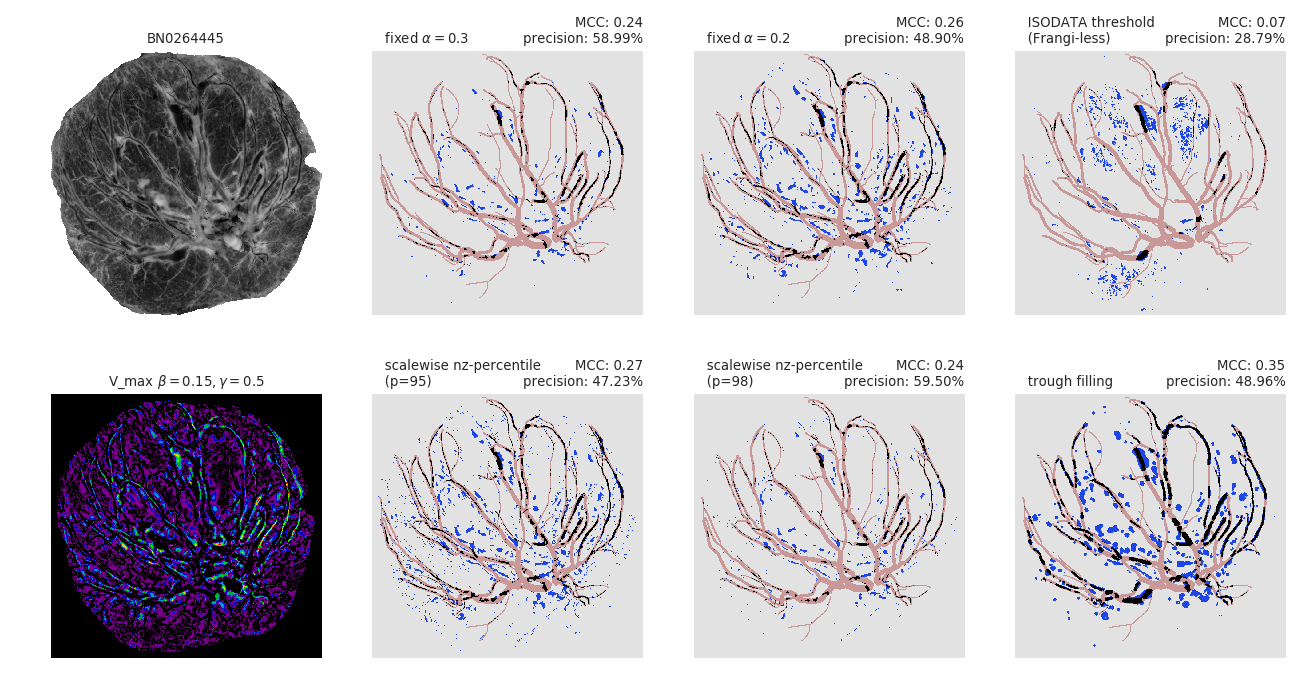 BN0264445
MCC: 0.24
fixed α = 0.3 precision: 58.99%
MCC: 0.26
fixed α = 0.2 precision: 48.90%
ISODATA threshold MCC: 0.07
(Frangi-less) precision: 28.79%
V_max β = 0.15, γ = 0.5
scalewise nz-percentile MCC: 0.27
(p=95) precision: 47.23%
scalewise nz-percentile MCC: 0.24
(p=98) precision: 59.50%
MCC: 0.35
trough filling precision: 48.96%